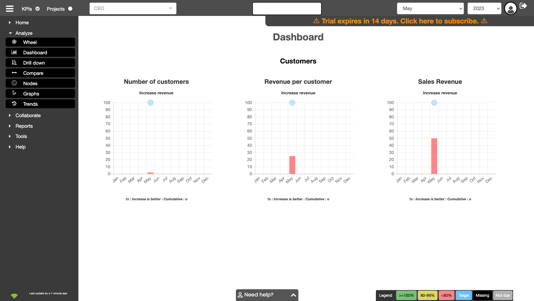 KPIs Projects CEO May 2023
⚠ Trial expires in 14 days. Click here to subscribe. ⚠
Home
Analyze
Wheel
Dashboard
Drill down
Compare
Nodes
Graphs
Trends
Collaborate
Reports
Tools
Help
Dashboard
Customers
Number of customers
Increase revenue
100
90
80
70
60
50
40
30
20
10
0
Jan Feb Mar Apr May Jun Jul Aug Sep Oct Nov Dec
1x : Increase is better : Cumulative : #
Revenue per customer
Increase revenue
100
90
80
70
60
50
40
30
20
10
0
Jan Feb Mar Apr May Jun Jul Aug Sep Oct Nov Dec
1x : Increase is better : Cumulative : #
Sales Revenue
Increase revenue
100
90
80
70
60
50
40
30
20
10
0
Jan Feb Mar Apr May Jun Jul Aug Sep Oct Nov Dec
1x : Increase is better : Cumulative : #
Need help?
Legend >=100% 80-99% <80% Target Missing Not due